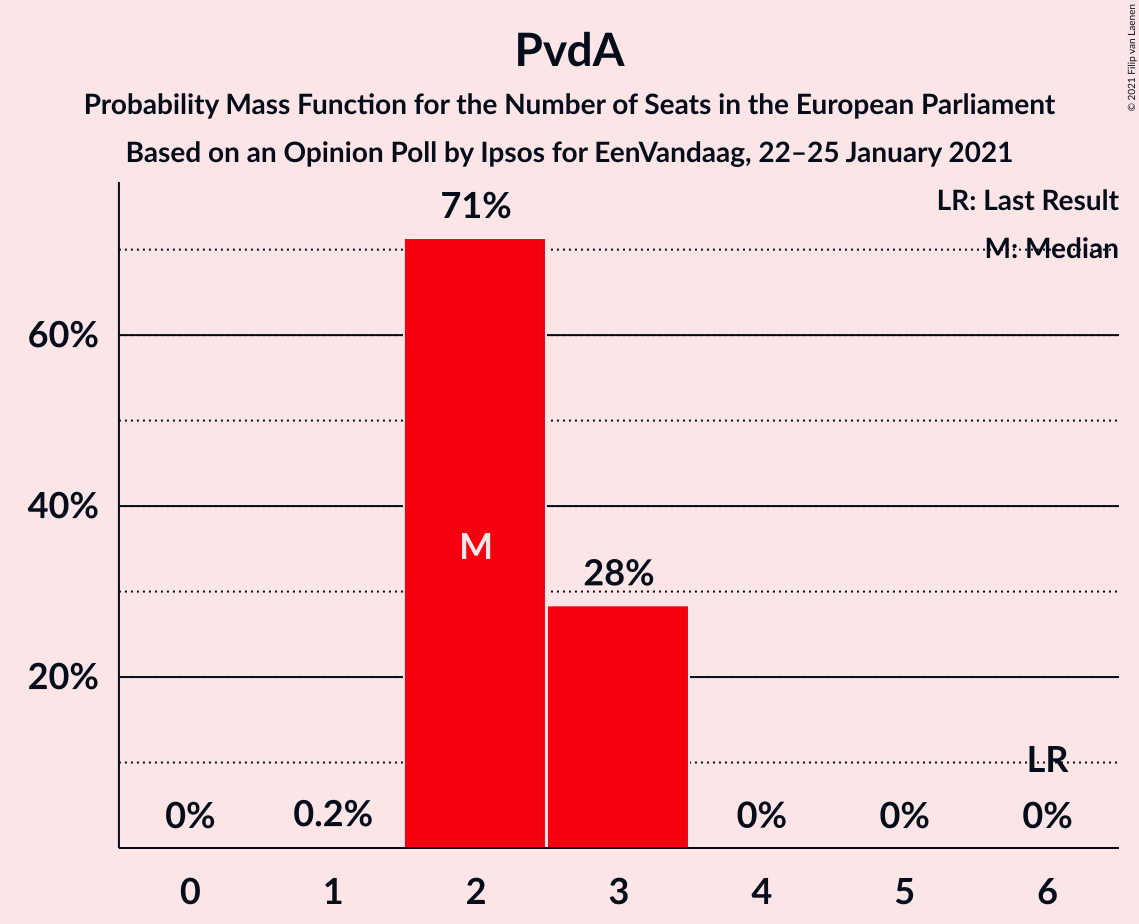 PvdA
Probability Mass Function for the Number of Seats in the European Parliament
Based on an Opinion Poll by Ipsos for EenVandaag, 22–25 January 2021
© 2021 Filip van Laenen
LR: Last Result
M: Median
71%
60%
40%
M
28%
20%
LR
0%
0.2%
0%
0%
0%
0
1
2
3
4
5
6